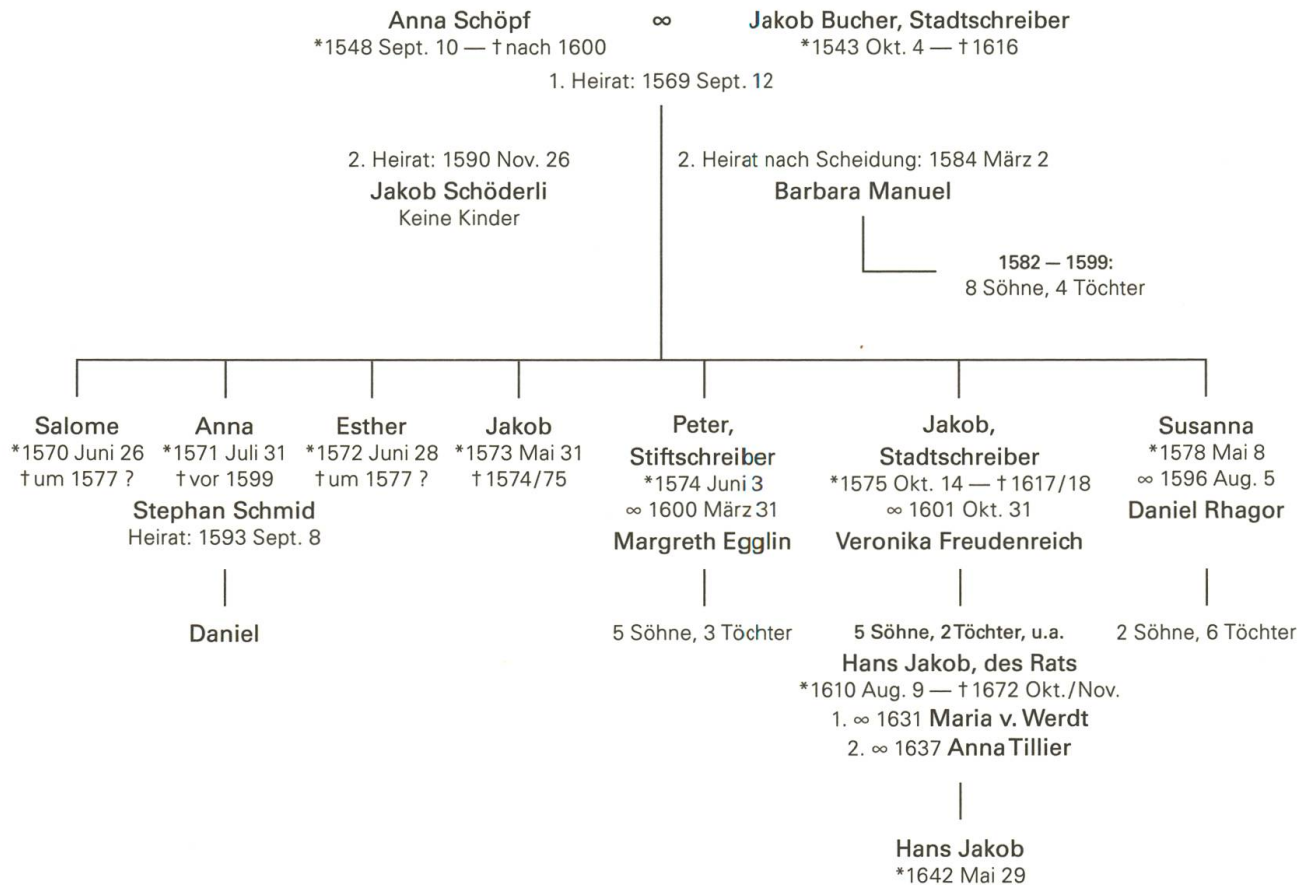 Anna Schöpf ∞ Jakob Bucher, Stadtschreiber
*1548 Sept. 10 — † nach 1600 *1543 Okt. 4 — † 1616
1. Heirat: 1569 Sept. 12
2. Heirat: 1590 Nov. 26
Jakob Schöderli
Keine Kinder
2. Heirat nach Scheidung: 1584 März 2
Barbara Manuel
1582 — 1599:
8 Söhne, 4 Töchter
Salome
*1570 Juni 26
† um 1577 ?
Anna
*1571 Juli 31
† vor 1599
Stephan Schmid
Heirat: 1593 Sept. 8
Daniel
Esther
*1572 Juni 28
† um 1577 ?
Jakob
*1573 Mai 31
† 1574/75
Peter,
Stiftschreiber
*1574 Juni 3
∞ 1600 März 31
Margreth Egglin
5 Söhne, 3 Töchter
Jakob,
Stadtschreiber
*1575 Okt. 14 — † 1617/18
∞ 1601 Okt. 31
Veronika Freudenreich
5 Söhne, 2 Töchter, u.a.
Hans Jakob, des Rats
*1610 Aug. 9 — † 1672 Okt./Nov.
1. ∞ 1631 Maria v. Werdt
2. ∞ 1637 Anna Tillier
Hans Jakob
*1642 Mai 29
Susanna
*1578 Mai 8
∞ 1596 Aug. 5
Daniel Rhagor
2 Söhne, 6 Töchter